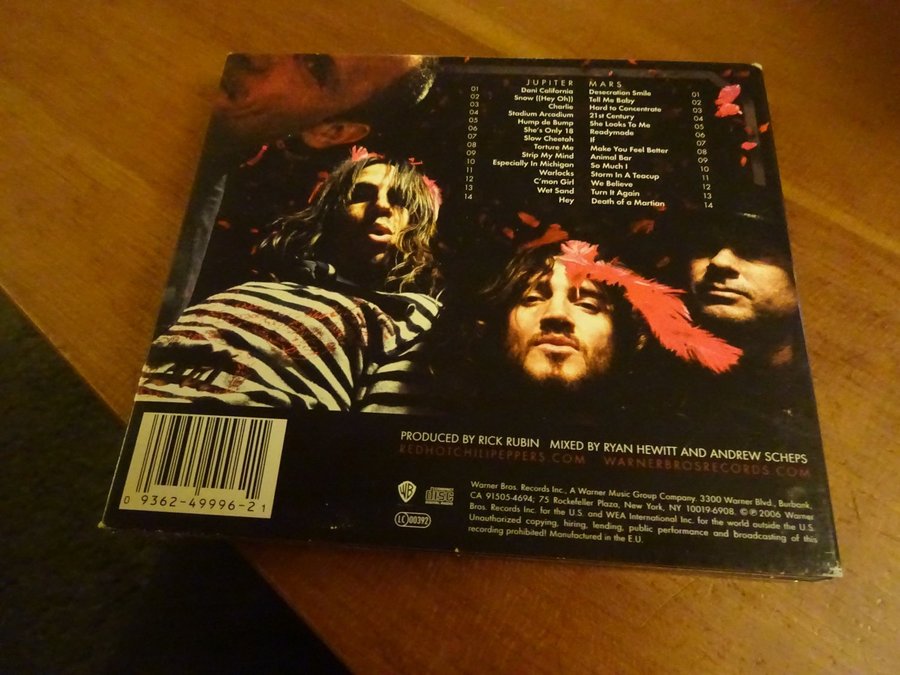 JUPITER MARS
01 Dani California Desecration Smile 01
02 Snow ((Hey Oh)) Tell Me Baby 02
03 Charlie Hard to Concentrate 03
04 Stadium Arcadium 21st Century 04
05 Hump de Bump She Looks To Me 05
06 She's Only 18 Readymade 06
07 Slow Cheetah If 07
08 Torture Me Make You Feel Better 08
09 Strip My Mind Animal Bar 09
10 Especially In Michigan So Much I 10
11 Warlocks Storm In A Teacup 11
12 C'mon Girl We Believe 12
13 Wet Sand Turn It Again 13
14 Hey Death of a Martian 14
PRODUCED BY RICK RUBIN MIXED BY RYAN HEWITT AND ANDREW SCHEPS
REDHOTCHILIPEPPERS.COM WARNERBROSRECORDS.COM
0 9362-49996-2 1
WB
COMPACT disc DIGITAL AUDIO
LC 00392
Warner Bros. Records Inc., A Warner Music Group Company. 3300 Warner Blvd., Burbank,
CA 91505-4694; 75 Rockefeller Plaza, New York, NY 10019-6908. ©℗2006 Warner
Bros. Records Inc. for the U.S. and WEA International Inc. for the world outside the U.S.
Unauthorized copying, hiring, lending, public performance and broadcasting of this
recording prohibited! Manufactured in the E.U.